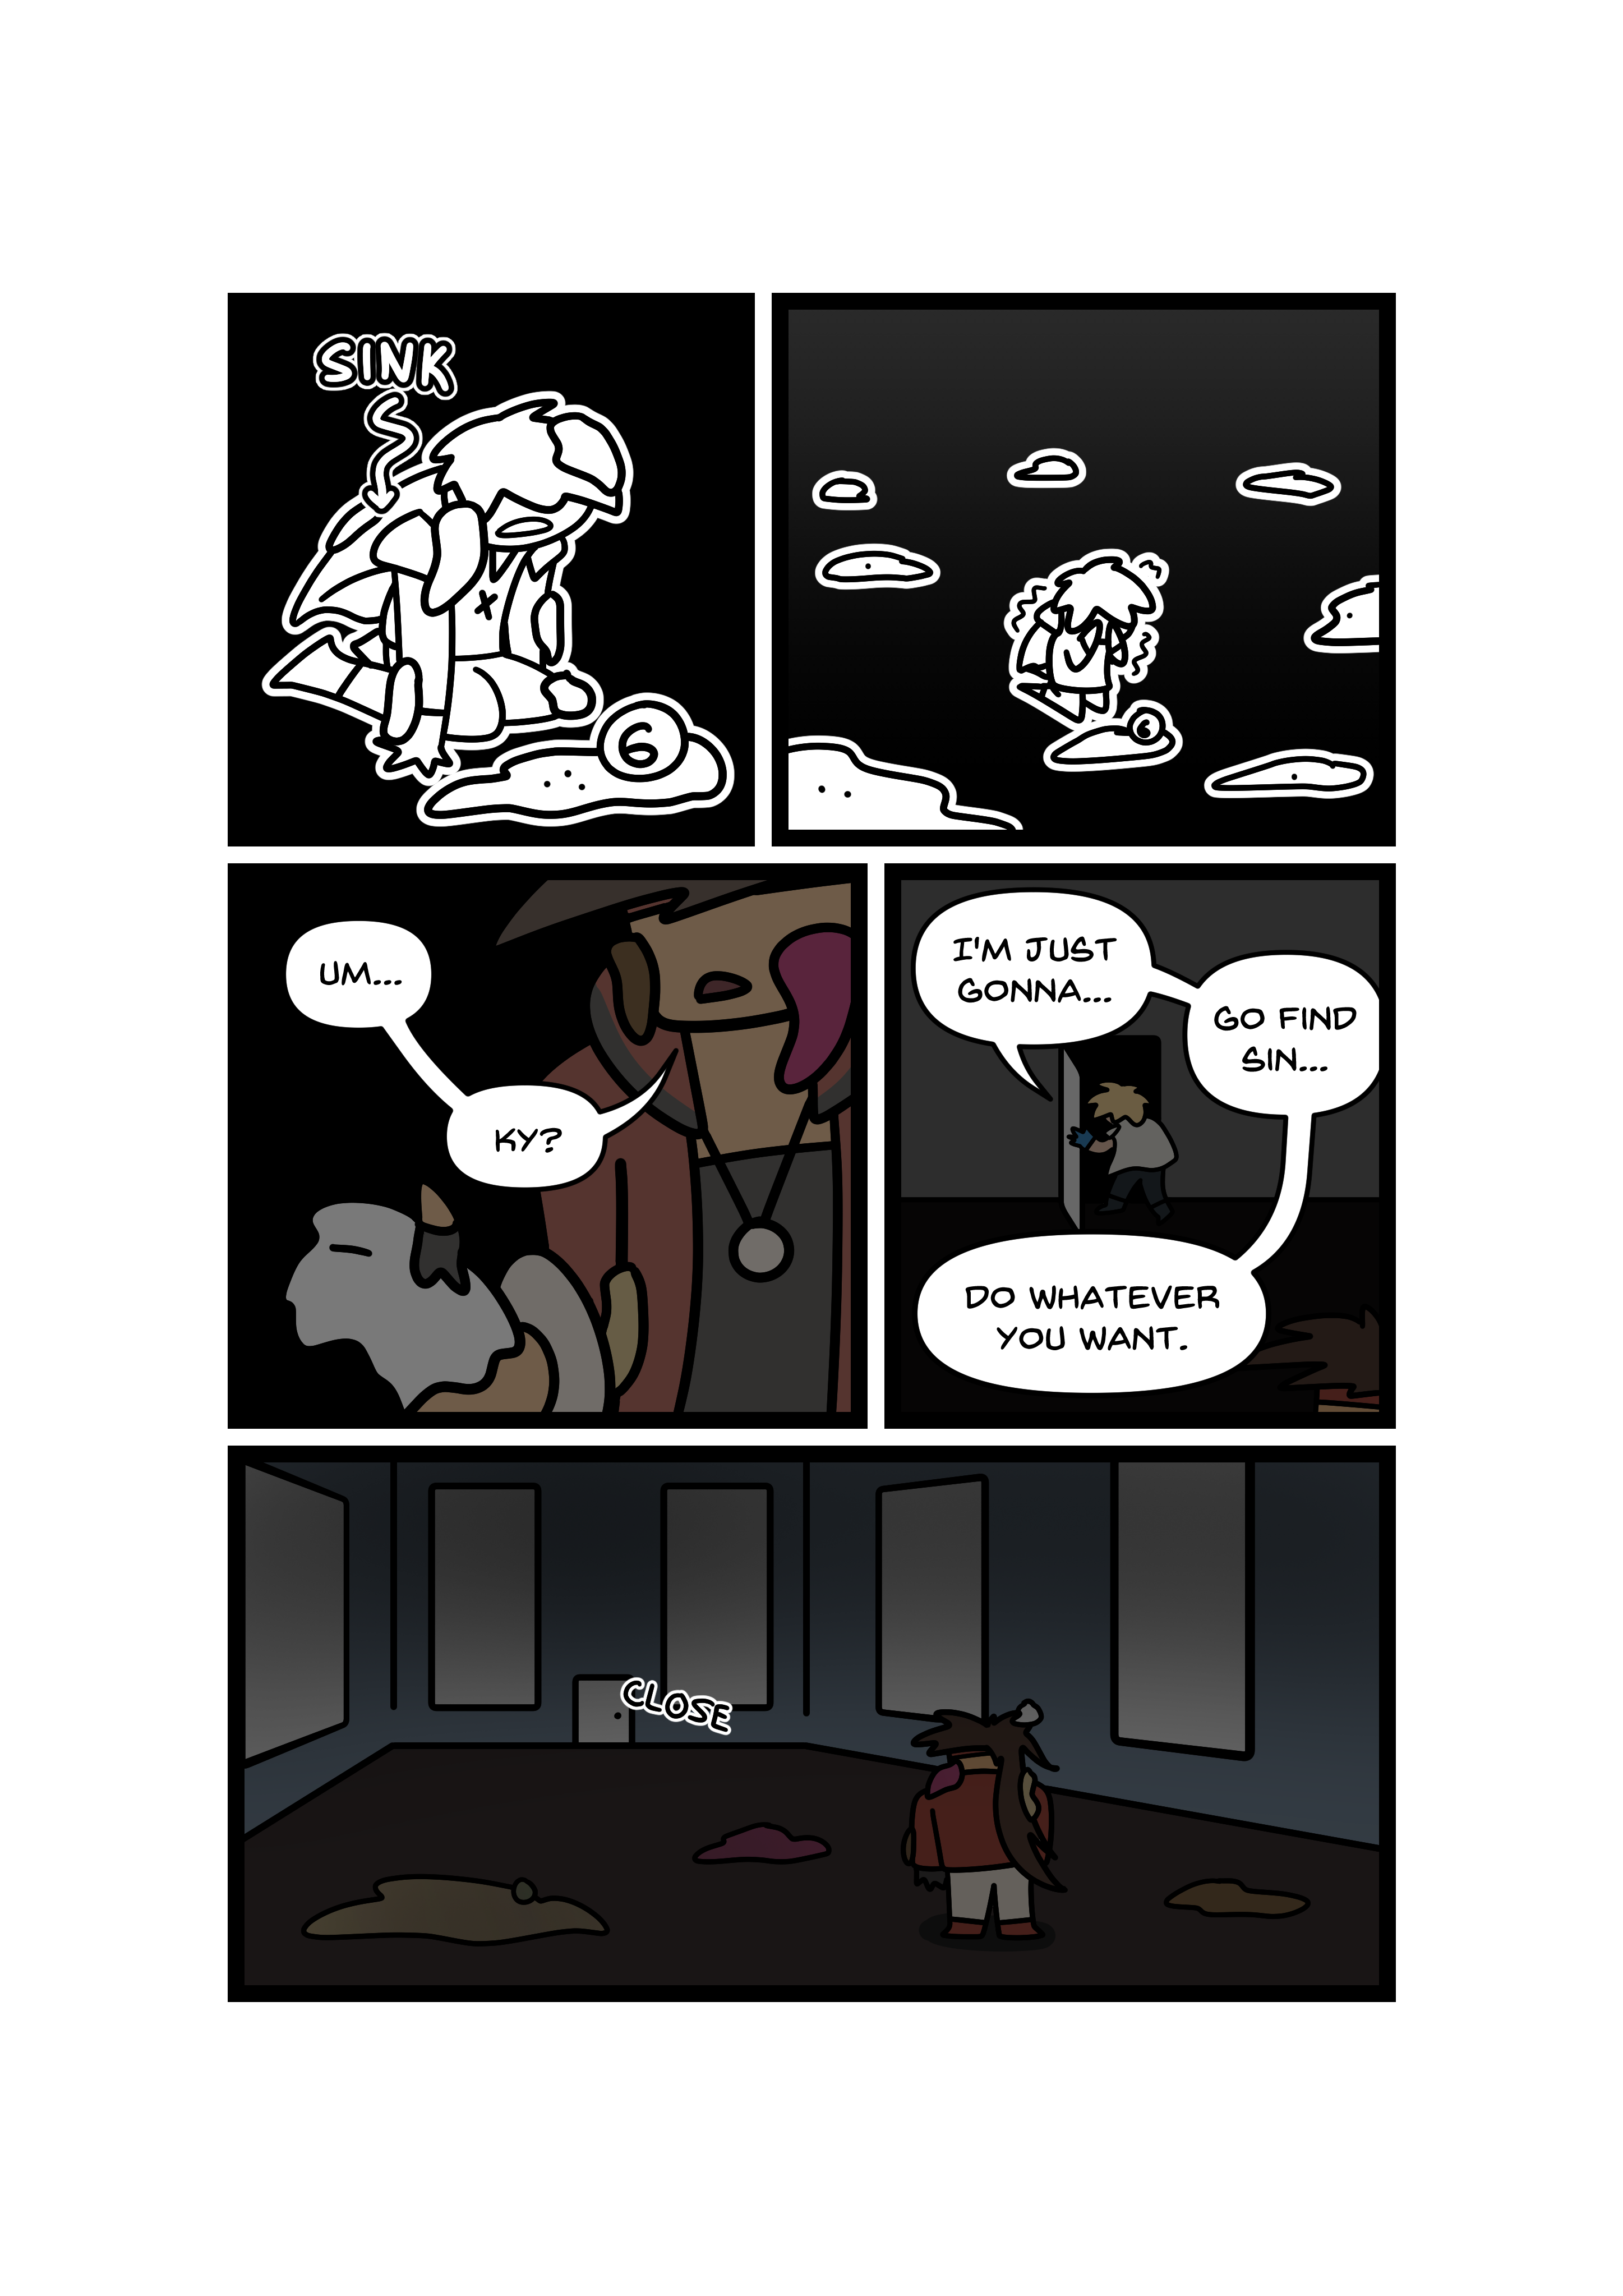 SINK
UM...
KY?
I'M JUST
GONNA...
GO FIND
SIN...
DO WHATEVER
YOU WANT.
CLOSE